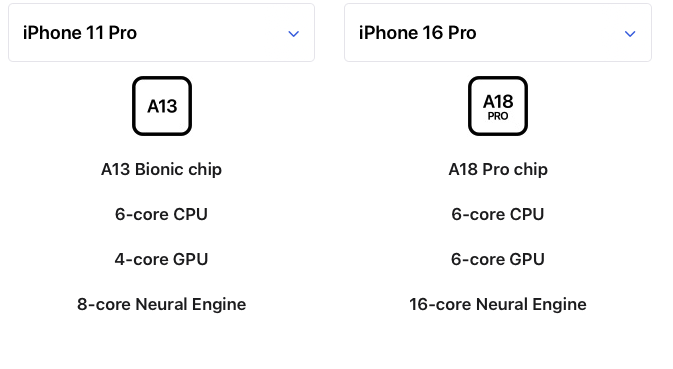 iPhone 11 Pro
A13
A13 Bionic chip
6-core CPU
4-core GPU
8-core Neural Engine
iPhone 16 Pro
A18
PRO
A18 Pro chip
6-core CPU
6-core GPU
16-core Neural Engine